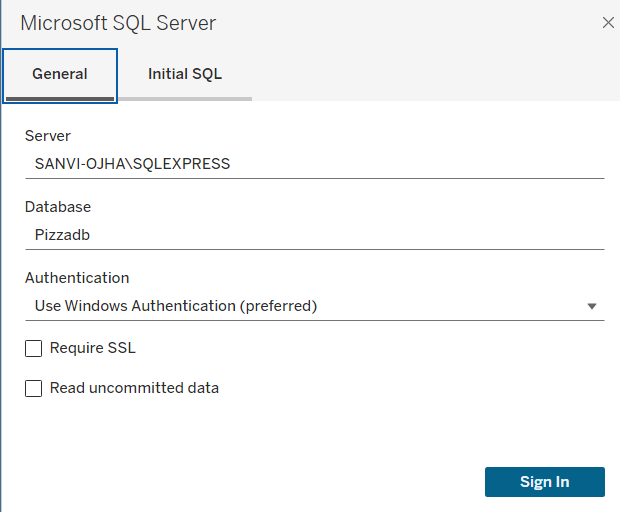 Microsoft SQL Server
General
Initial SQL
Server
SANVI-OJHA\SQLEXPRESS
Database
Pizzadb
Authentication
Use Windows Authentication (preferred)
Require SSL
Read uncommitted data
Sign In